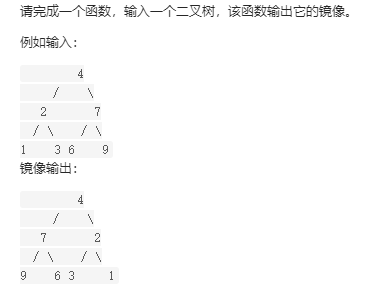 请完成一个函数，输入一个二叉树，该函数输出它的镜像。
例如输入：
4
/ \
2 7
/ \ / \
1 3 6 9
镜像输出：
4
/ \
7 2
/ \ / \
9 6 3 1